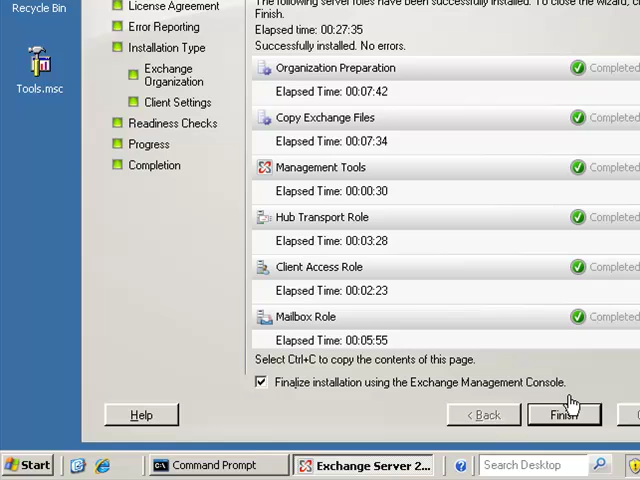 Recycle Bin
Tools.msc
License Agreement
Error Reporting
Installation Type
Exchange
Organization
Client Settings
Readiness Checks
Progress
Completion
The following server roles have been successfully installed. To close the wizard,
Finish.
Elapsed time: 00:27:35
Successfully installed. No errors.
Organization Preparation
Completed
Elapsed Time: 00:07:42
Copy Exchange Files
Completed
Elapsed Time: 00:07:34
Management Tools
Completed
Elapsed Time: 00:00:30
Hub Transport Role
Completed
Elapsed Time: 00:03:28
Client Access Role
Completed
Elapsed Time: 00:02:23
Mailbox Role
Completed
Elapsed Time: 00:05:55
Select Ctrl+C to copy the contents of this page.
Finalize installation using the Exchange Management Console.
Help
< Back
Finish
Start
Command Prompt
Exchange Server 2...
Search Desktop